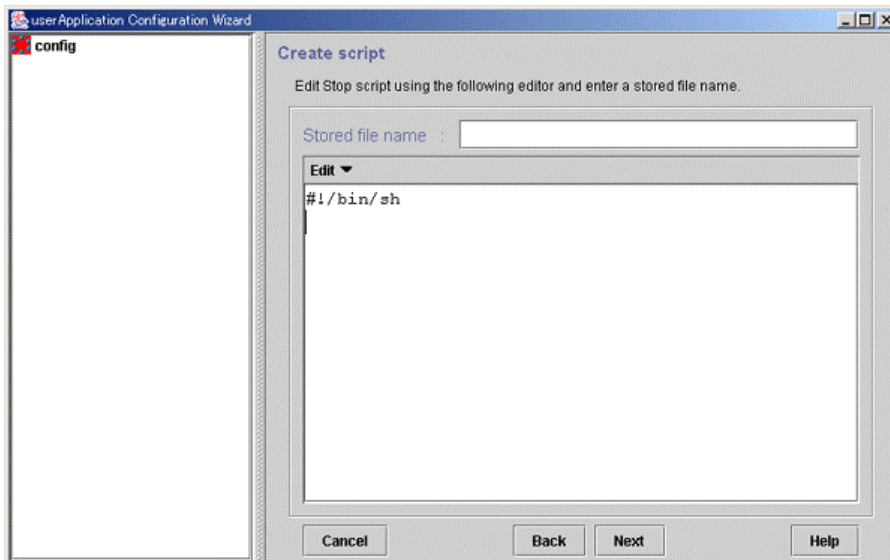 userApplication Configuration Wizard
config
Create script
Edit Stop script using the following editor and enter a stored file name.
Stored file name :
Edit
#!/bin/sh
Cancel
Back
Next
Help